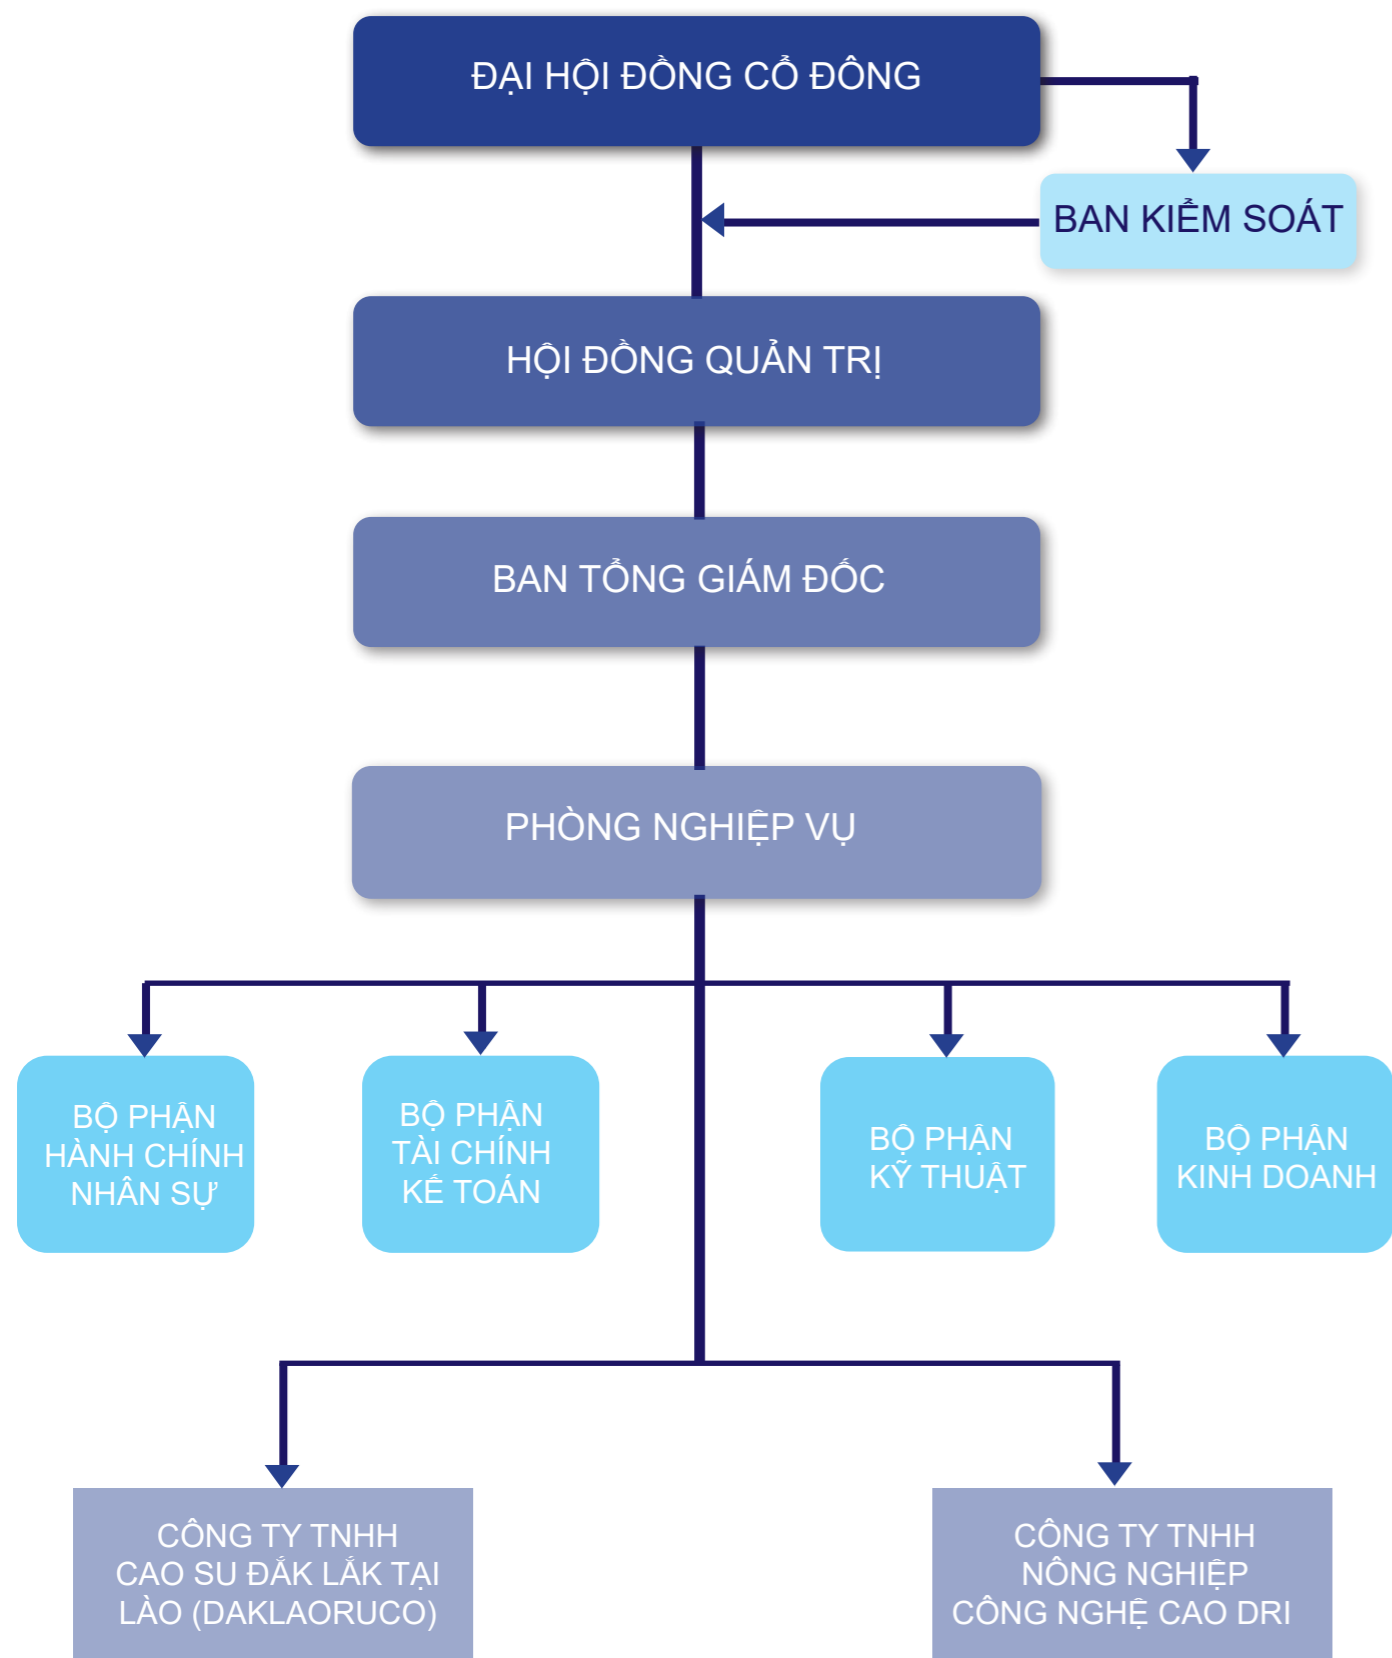 ĐẠI HỘI ĐỒNG CỔ ĐÔNG
BAN KIỂM SOÁT
HỘI ĐỒNG QUẢN TRỊ
BAN TỔNG GIÁM ĐỐC
PHÒNG NGHIỆP VỤ
BỘ PHẬN
HÀNH CHÍNH
NHÂN SỰ
BỘ PHẬN
TÀI CHÍNH
KẾ TOÁN
BỘ PHẬN
KỸ THUẬT
BỘ PHẬN
KINH DOANH
CÔNG TY TNHH
CAO SU ĐẮK LẮK TẠI
LÀO (DAKLAORUCO)
CÔNG TY TNHH
NÔNG NGHIỆP
CÔNG NGHỆ CAO DRI